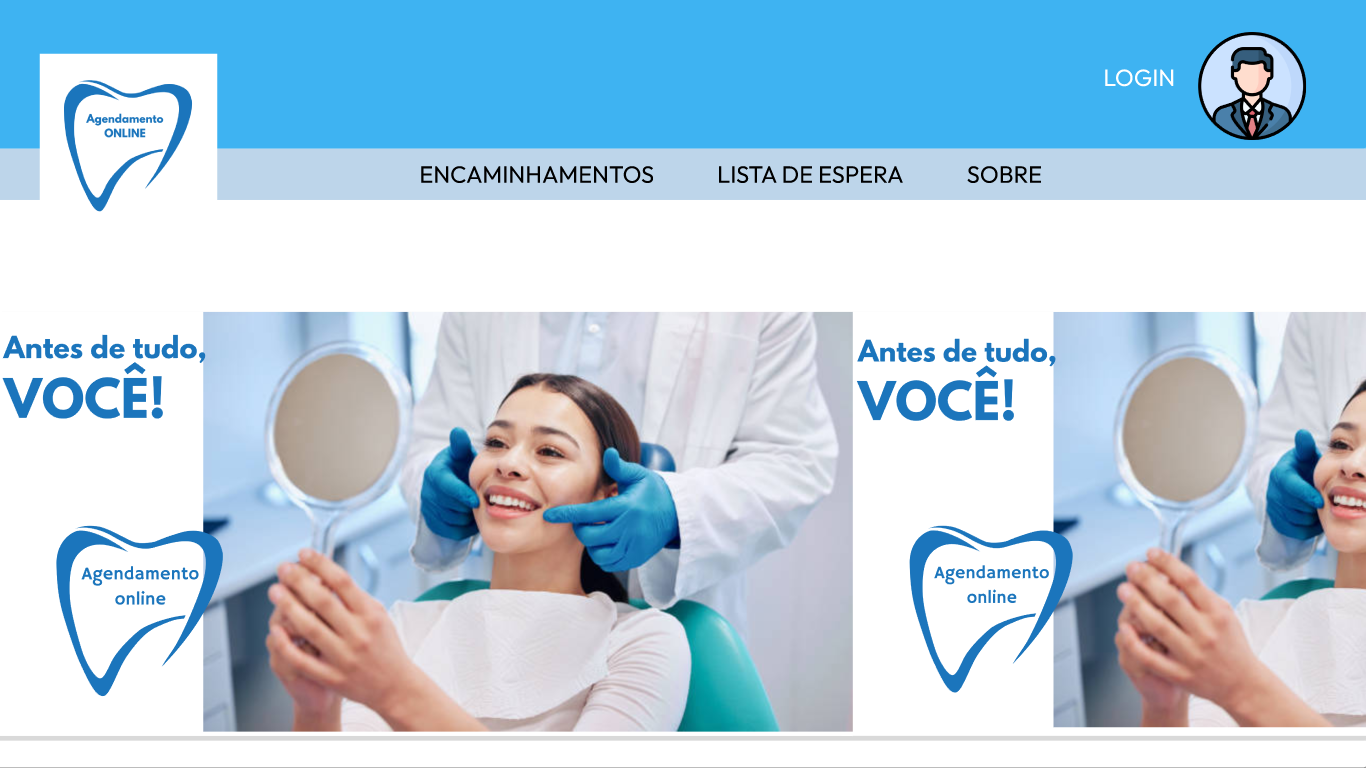 LOGIN
Agendamento
ONLINE
ENCAMINHAMENTOS
LISTA DE ESPERA
SOBRE
Antes de tudo,
VOCÊ!
Agendamento
online
Antes de tudo,
VOCÊ!
Agendamento
online